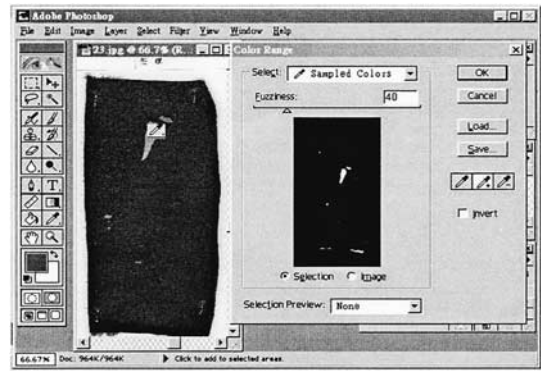 Adobe Photoshop
File Edit Image Layer Select Filter View Window Help
23.jpg @ 66.7% (R...
Color Range
Select: Sampled Colors
OK
Fuzziness: 40
Cancel
Load...
Save...
Invert
Selection Image
Selection Preview: None
66.67% Doc: 964K/964K Click to add to selected areas.